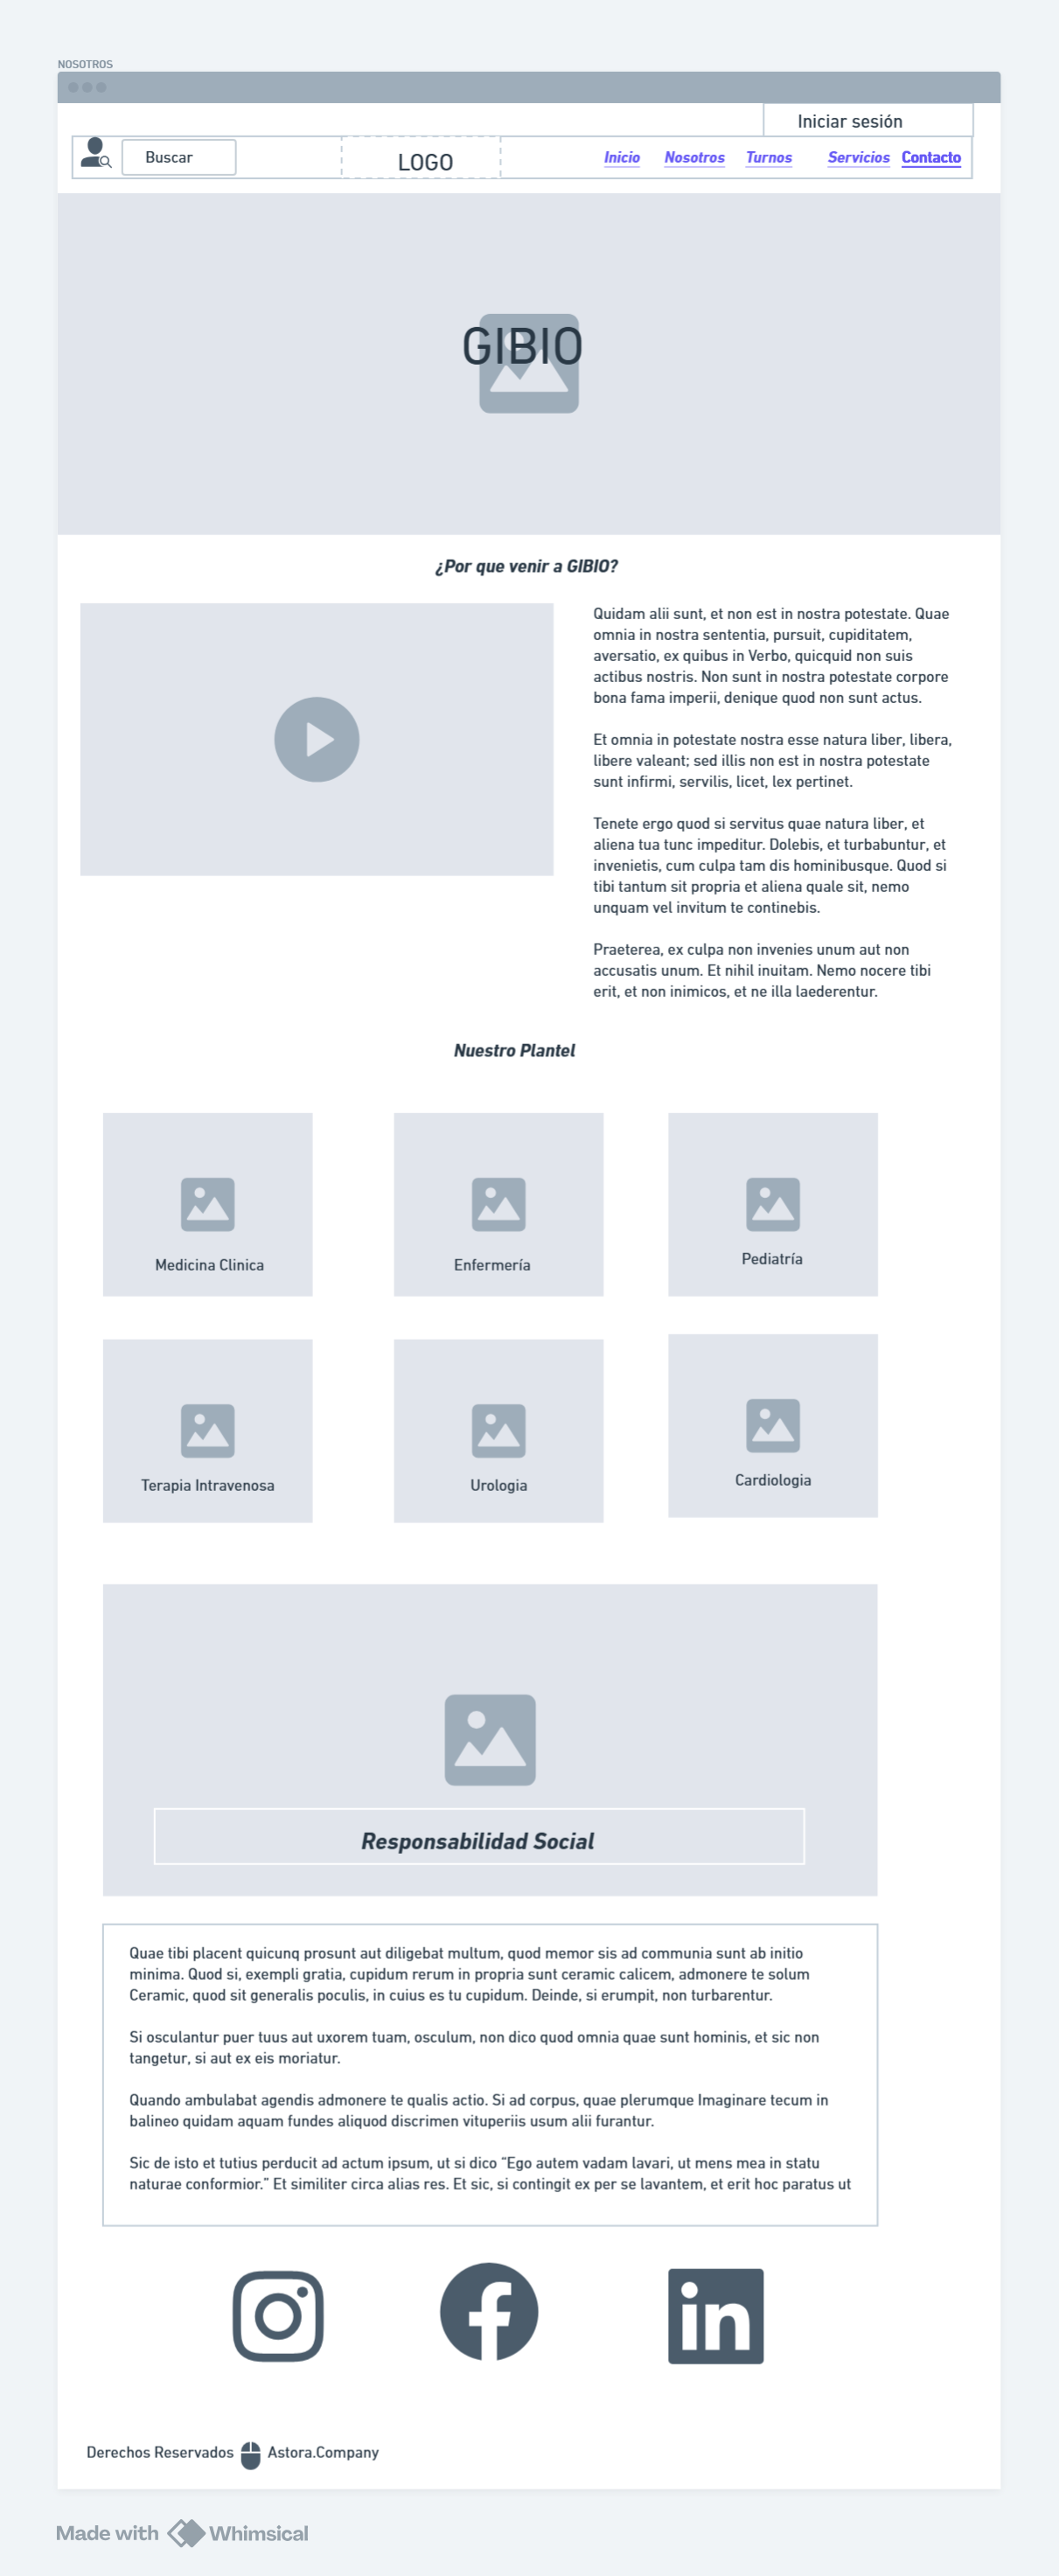 NOSOTROS
Iniciar sesión
Buscar
LOGO
Inicio Nosotros Turnos Servicios Contacto
GIBIO
¿Por que venir a GIBIO?
Quidam alii sunt, et non est in nostra potestate. Quae
omnia in nostra sententia, pursuit, cupiditatem,
aversatio, ex quibus in Verbo, quicquid non suis
actibus nostris. Non sunt in nostra potestate corpore
bona fama imperii, denique quod non sunt actus.
Et omnia in potestate nostra esse natura liber, libera,
libere valeant; sed illis non est in nostra potestate
sunt infirmi, servilis, licet, lex pertinet.
Tenete ergo quod si servitus quae natura liber, et
aliena tua tunc impeditur. Dolebis, et turbabuntur, et
invenietis, cum culpa tam dis hominibusque. Quod si
tibi tantum sit propria et aliena quale sit, nemo
unquam vel invitum te continebis.
Praeterea, ex culpa non invenies unum aut non
accusatis unum. Et nihil inuitam. Nemo nocere tibi
erit, et non inimicos, et ne illa laederentur.
Nuestro Plantel
Medicina Clinica
Enfermería
Pediatría
Terapia Intravenosa
Urologia
Cardiologia
Responsabilidad Social
Quae tibi placent quicunq prosunt aut diligebat multum, quod memor sis ad communia sunt ab initio
minima. Quod si, exempli gratia, cupidum rerum in propria sunt ceramic calicem, admonere te solum
Ceramic, quod sit generalis poculis, in cuius es tu cupidum. Deinde, si erumpit, non turbarentur.
Si osculantur puer tuus aut uxorem tuam, osculum, non dico quod omnia quae sunt hominis, et sic non
tangetur, si aut ex eis moriatur.
Quando ambulabat agendis admonere te qualis actio. Si ad corpus, quae plerumque Imaginare tecum in
balineo quidam aquam fundes aliquod discrimen vituperiis usum alii furantur.
Sic de isto et tutius perducit ad actum ipsum, ut si dico “Ego autem vadam lavari, ut mens mea in statu
naturae conformior.” Et similiter circa alias res. Et sic, si contingit ex per se lavantem, et erit hoc paratus ut
Derechos Reservados Astora.Company
Made with Whimsical